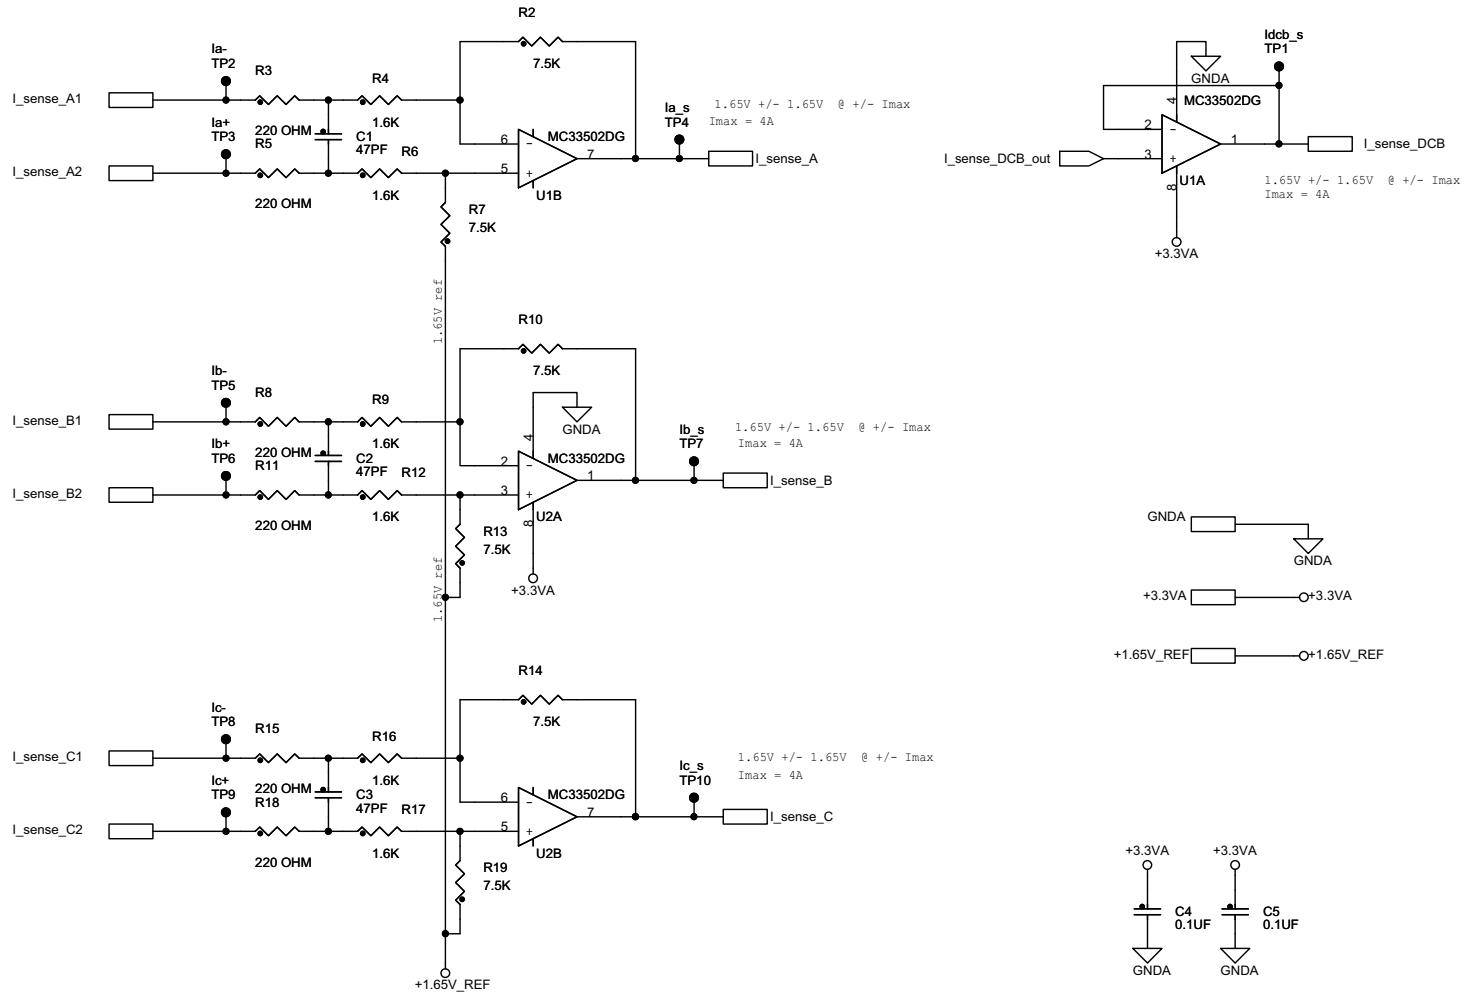 R2
7.5K
Ia-
TP2
R3
R4
I_sense_A1
220 OHM
1.6K
Ia+
TP3
R5
C1
47PF
R6
I_sense_A2
220 OHM
1.6K
6
5
7
MC33502DG
U1B
Ia_s
TP4
1.65V +/- 1.65V @ +/- Imax
Imax = 4A
I_sense_A
R7
7.5K
1.65V ref
Idcb_s
TP1
GNDA
4
MC33502DG
2
3
1
8
U1A
I_sense_DCB_out
I_sense_DCB
1.65V +/- 1.65V @ +/- Imax
Imax = 4A
+3.3VA
R10
7.5K
Ib-
TP5
R8
R9
I_sense_B1
220 OHM
1.6K
Ib+
TP6
R11
C2
47PF
R12
I_sense_B2
220 OHM
1.6K
GNDA
4
MC33502DG
2
3
1
8
U2A
Ib_s
TP7
1.65V +/- 1.65V @ +/- Imax
Imax = 4A
I_sense_B
R13
7.5K
+3.3VA
1.65V ref
GNDA
GNDA
+3.3VA
+3.3VA
+1.65V_REF
+1.65V_REF
R14
7.5K
Ic-
TP8
R15
R16
I_sense_C1
220 OHM
1.6K
Ic+
TP9
R18
C3
47PF
R17
I_sense_C2
220 OHM
1.6K
6
5
7
MC33502DG
U2B
Ic_s
TP10
1.65V +/- 1.65V @ +/- Imax
Imax = 4A
I_sense_C
R19
7.5K
+1.65V_REF
+3.3VA
+3.3VA
C4
0.1UF
C5
0.1UF
GNDA
GNDA